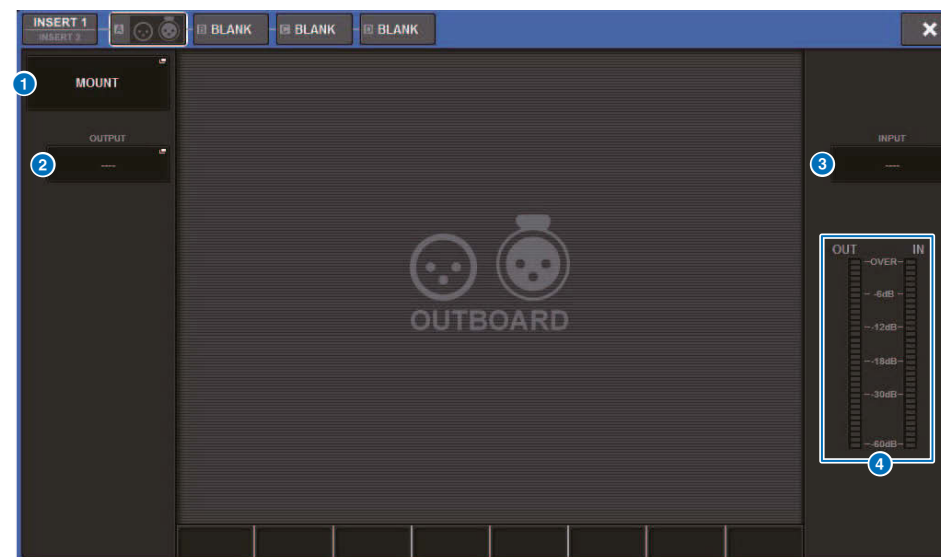 INSERT 1
INSERT 2
A
B BLANK
C BLANK
D BLANK
1
MOUNT
OUTPUT
2
----
INPUT
3
----
OUTBOARD
OUT IN
OVER
-6dB
-12dB
-18dB
-30dB
-60dB
4